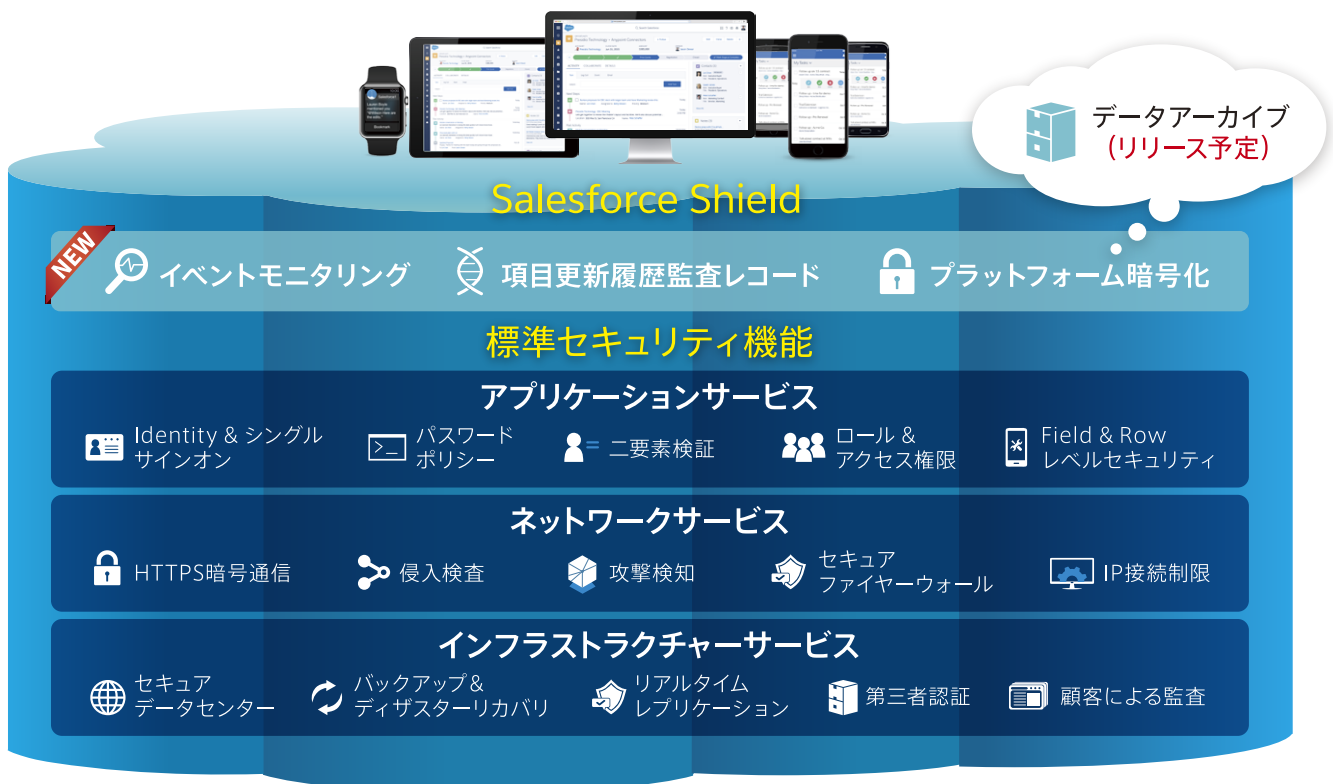 データアーカイブ
(リリース予定)
Salesforce Shield
NEW
イベントモニタリング
項目更新履歴監査レコード
プラットフォーム暗号化
標準セキュリティ機能
アプリケーションサービス
Identity & シングル
サインオン
パスワード
ポリシー
二要素検証
ロール &
アクセス権限
Field & Row
レベルセキュリティ
ネットワークサービス
HTTPS暗号通信
侵入検査
攻撃検知
セキュア
ファイヤーウォール
IP接続制限
インフラストラクチャーサービス
セキュア
データセンター
バックアップ&
ディザスターリカバリ
リアルタイム
レプリケーション
第三者認証
顧客による監査